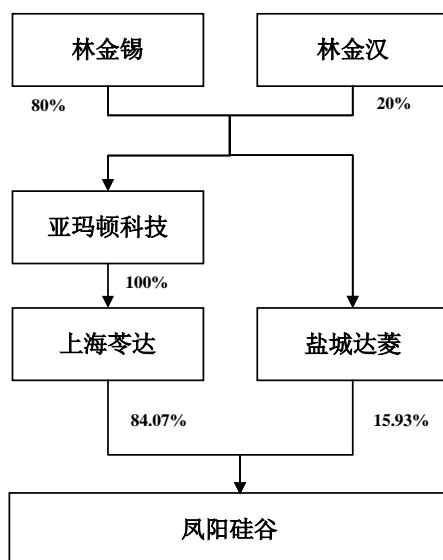 林金锡
林金汉
80%
20%
亚玛顿科技
100%
上海苓达
盐城达菱
84.07%
15.93%
凤阳硅谷